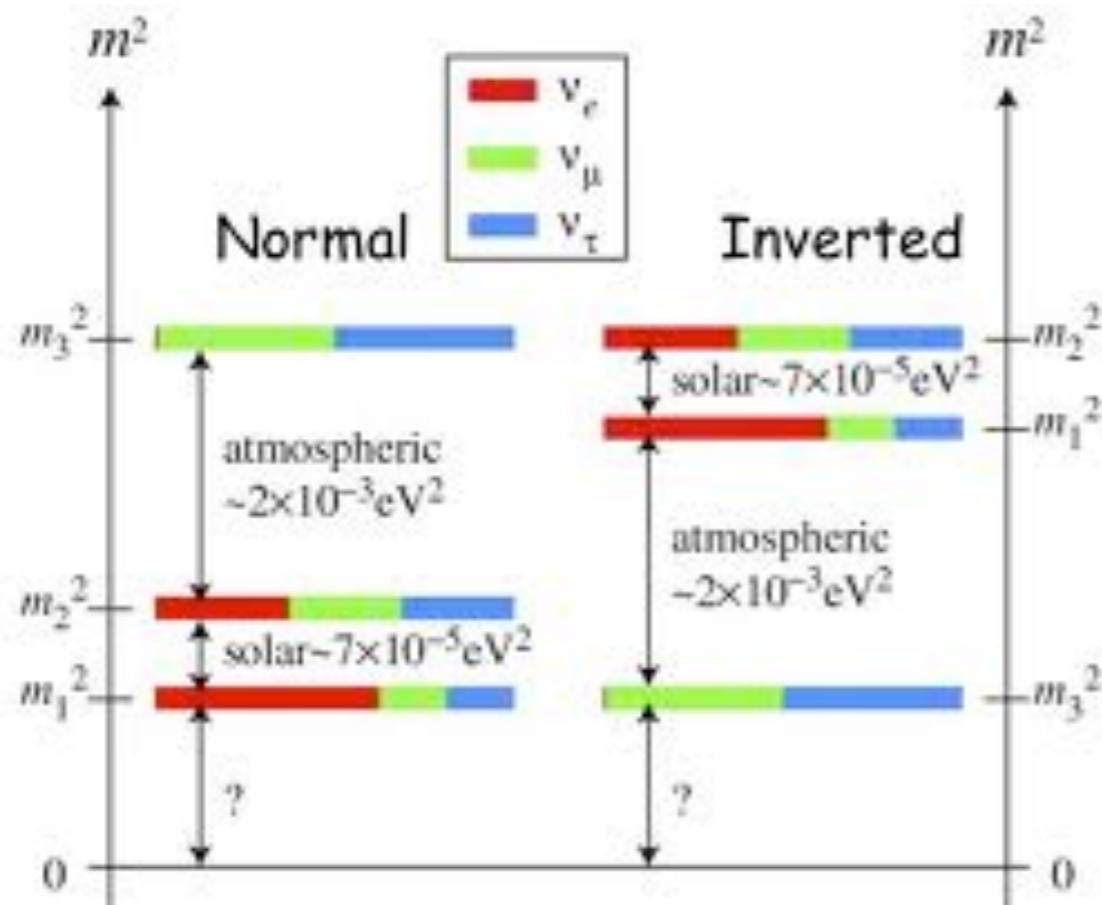 m²
m²
νe
νμ
ντ
Normal
Inverted
m₃²
m₂²
solar~7×10⁻⁵eV²
m₁²
atmospheric
~2×10⁻³eV²
atmospheric
~2×10⁻³eV²
m₂²
solar~7×10⁻⁵eV²
m₁²
m₃²
?
?
0
0